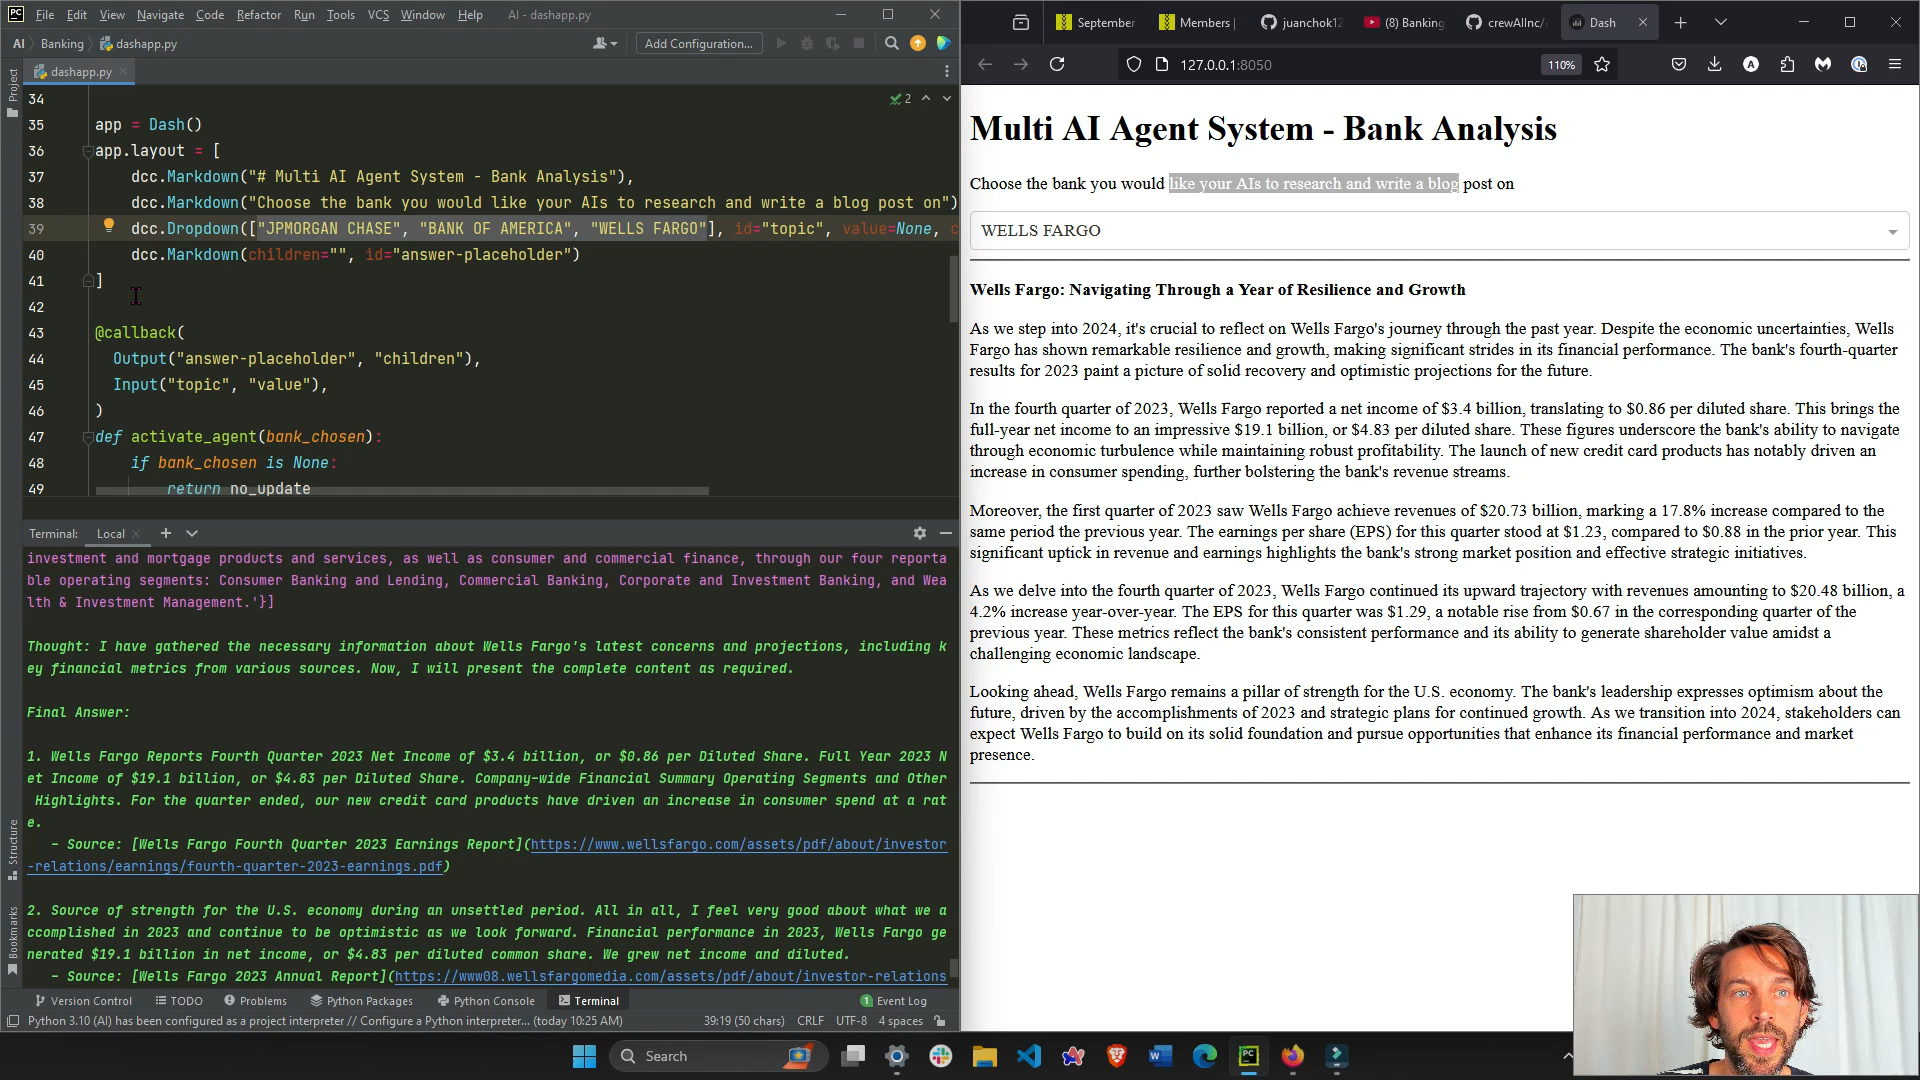 File Edit View Navigate Code Refactor Run Tools VCS Window Help AI - dashapp.py
AI Banking dashapp.py
Add Configuration...
dashapp.py
Project
34
2
35 app = Dash()
36 app.layout = [
37 dcc.Markdown("# Multi AI Agent System - Bank Analysis"),
38 dcc.Markdown("Choose the bank you would like your AIs to research and write a blog post on")
39 dcc.Dropdown(["JPMORGAN CHASE", "BANK OF AMERICA", "WELLS FARGO"], id="topic", value=None, c
40 dcc.Markdown(children="", id="answer-placeholder")
41 ]
42
43 @callback(
44 Output("answer-placeholder", "children"),
45 Input("topic", "value"),
46 )
47 def activate_agent(bank_chosen):
48 if bank_chosen is None:
49 return no_update
Terminal: Local
investment and mortgage products and services, as well as consumer and commercial finance, through our four reporta
ble operating segments: Consumer Banking and Lending, Commercial Banking, Corporate and Investment Banking, and Wea
lth & Investment Management.'}]
Thought: I have gathered the necessary information about Wells Fargo's latest concerns and projections, including k
ey financial metrics from various sources. Now, I will present the complete content as required.
Final Answer:
1. Wells Fargo Reports Fourth Quarter 2023 Net Income of $3.4 billion, or $0.86 per Diluted Share. Full Year 2023 N
et Income of $19.1 billion, or $4.83 per Diluted Share. Company-wide Financial Summary Operating Segments and Other
Highlights. For the quarter ended, our new credit card products have driven an increase in consumer spend at a rat
e.
- Source: [Wells Fargo Fourth Quarter 2023 Earnings Report](https://www.wellsfargo.com/assets/pdf/about/investor
-relations/earnings/fourth-quarter-2023-earnings.pdf)
2. Source of strength for the U.S. economy during an unsettled period. All in all, I feel very good about what we a
ccomplished in 2023 and continue to be optimistic as we look forward. Financial performance in 2023, Wells Fargo ge
nerated $19.1 billion in net income, or $4.83 per diluted common share. We grew net income and diluted.
- Source: [Wells Fargo 2023 Annual Report](https://www08.wellsfargomedia.com/assets/pdf/about/investor-relations
Structure
Bookmarks
Version Control TODO Problems Python Packages Python Console Terminal 1 Event Log
Python 3.10 (AI) has been configured as a project interpreter // Configure a Python interpreter... (today 10:25 AM) 39:19 (50 chars) CRLF UTF-8 4 spaces
September Members | juanchok12 (8) Banking crewAIInc/ Dash
127.0.0.1:8050 110%
Multi AI Agent System - Bank Analysis
Choose the bank you would like your AIs to research and write a blog post on
WELLS FARGO
Wells Fargo: Navigating Through a Year of Resilience and Growth
As we step into 2024, it's crucial to reflect on Wells Fargo's journey through the past year. Despite the economic uncertainties, Wells
Fargo has shown remarkable resilience and growth, making significant strides in its financial performance. The bank's fourth-quarter
results for 2023 paint a picture of solid recovery and optimistic projections for the future.
In the fourth quarter of 2023, Wells Fargo reported a net income of $3.4 billion, translating to $0.86 per diluted share. This brings the
full-year net income to an impressive $19.1 billion, or $4.83 per diluted share. These figures underscore the bank's ability to navigate
through economic turbulence while maintaining robust profitability. The launch of new credit card products has notably driven an
increase in consumer spending, further bolstering the bank's revenue streams.
Moreover, the first quarter of 2023 saw Wells Fargo achieve revenues of $20.73 billion, marking a 17.8% increase compared to the
same period the previous year. The earnings per share (EPS) for this quarter stood at $1.23, compared to $0.88 in the prior year. This
significant uptick in revenue and earnings highlights the bank's strong market position and effective strategic initiatives.
As we delve into the fourth quarter of 2023, Wells Fargo continued its upward trajectory with revenues amounting to $20.48 billion, a
4.2% increase year-over-year. The EPS for this quarter was $1.29, a notable rise from $0.67 in the corresponding quarter of the
previous year. These metrics reflect the bank's consistent performance and its ability to generate shareholder value amidst a
challenging economic landscape.
Looking ahead, Wells Fargo remains a pillar of strength for the U.S. economy. The bank's leadership expresses optimism about the
future, driven by the accomplishments of 2023 and strategic plans for continued growth. As we transition into 2024, stakeholders can
expect Wells Fargo to build on its solid foundation and pursue opportunities that enhance its financial performance and market
presence.
Search